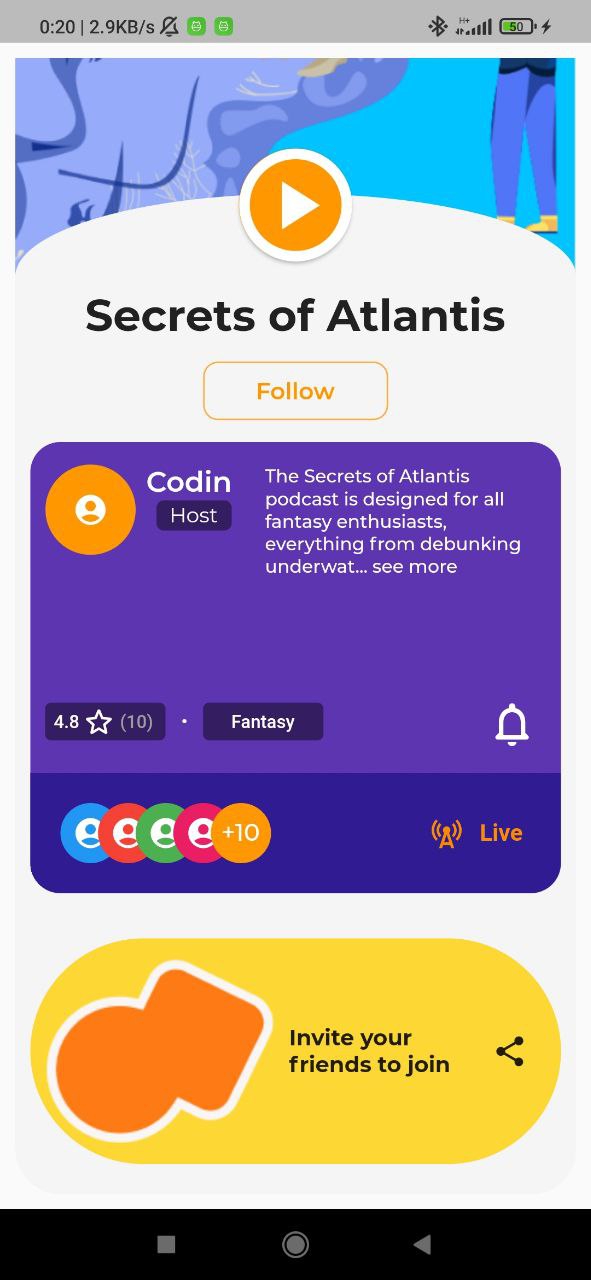 0:20 | 2.9KB/s
H+
50
Secrets of Atlantis
Follow
Codin
Host
The Secrets of Atlantis
podcast is designed for all
fantasy enthusiasts,
everything from debunking
underwat... see more
4.8 (10) • Fantasy
+10
Live
Invite your
friends to join